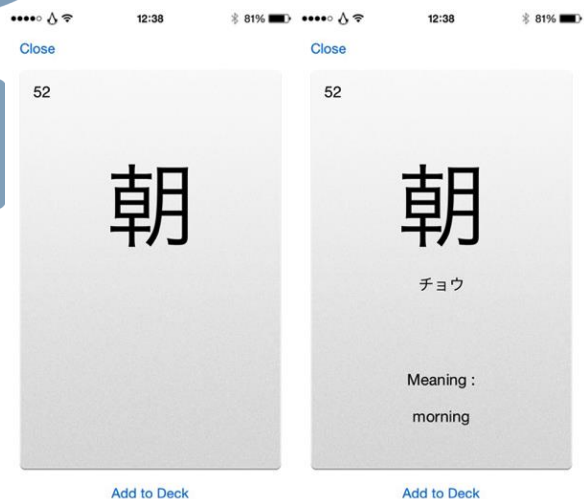 12:38 81%
Close
52
朝
Add to Deck
12:38 81%
Close
52
朝
チョウ
Meaning :
morning
Add to Deck